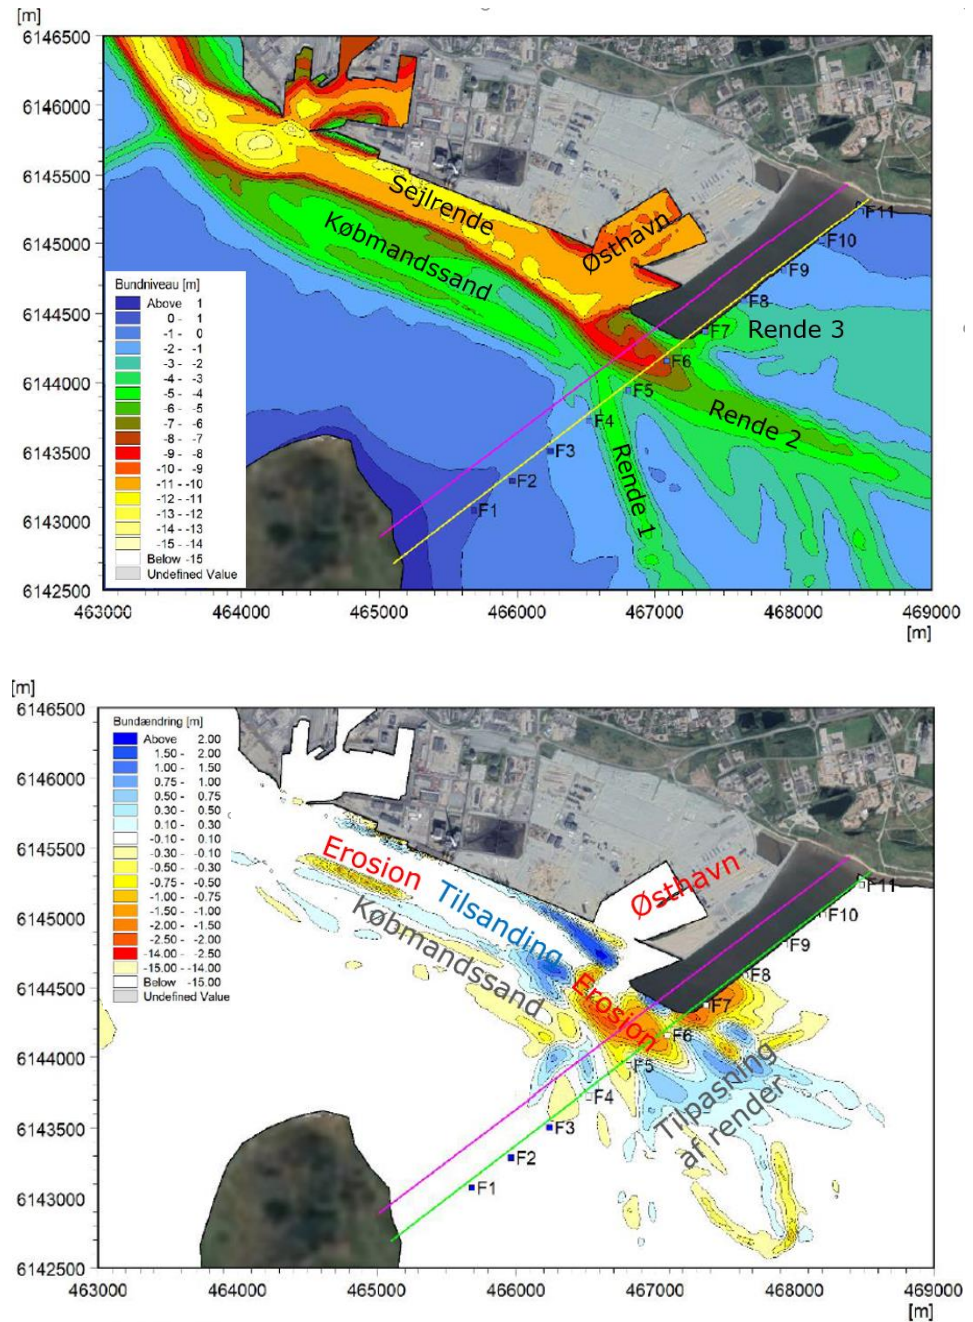 [m]
6146500
6146000
6145500
6145000
6144500
6144000
6143500
6143000
6142500
Sejlrende
Købmandssand
Østhavn
F11
F10
F9
F8
F7
Rende 3
F6
F5
Rende 2
F4
F3
Rende 1
F2
F1
Bundniveau [m]
Above 1
0 - 1
-1 - 0
-2 - -1
-3 - -2
-4 - -3
-5 - -4
-6 - -5
-7 - -6
-8 - -7
-9 - -8
-10 - -9
-11 - -10
-12 - -11
-13 - -12
-14 - -13
-15 - -14
Below -15
Undefined Value
463000 464000 465000 466000 467000 468000 469000
[m]
[m]
6146500
6146000
6145500
6145000
6144500
6144000
6143500
6143000
6142500
Bundændring [m]
Above 2.00
1.50 - 2.00
1.00 - 1.50
0.75 - 1.00
0.50 - 0.75
0.30 - 0.50
0.10 - 0.30
-0.10 - 0.10
-0.30 - -0.10
-0.50 - -0.30
-0.75 - -0.50
-1.00 - -0.75
-1.50 - -1.00
-2.00 - -1.50
-2.50 - -2.00
-14.00 - -2.50
-15.00 - -14.00
Below -15.00
Undefined Value
Erosion
Tilsanding
Østhavn
Købmandssand
Erosion
F11
F10
F9
F8
F7
F6
F5
Tilpasning
af render
F4
F3
F2
F1
463000 464000 465000 466000 467000 468000 469000
[m]